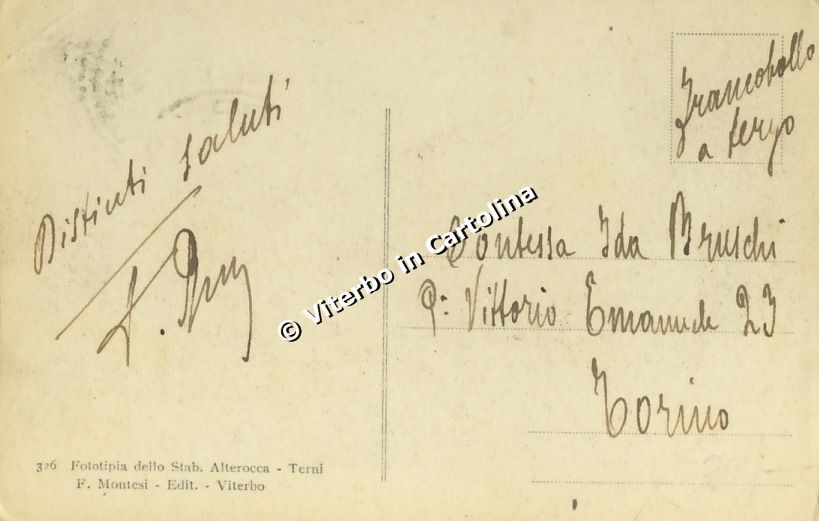 Distinti saluti
Francobollo
a tergo
Contessa Ida Bruschi
P. Vittorio Emanuele 23
Torino
326 Fototipia dello Stab. Alterocca - Terni
F. Montesi - Edit. - Viterbo
© Viterbo in Cartolina